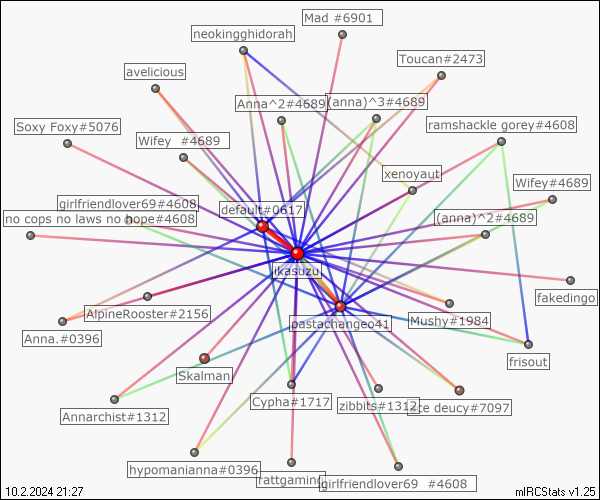 Mad #6901
neokingghidorah
Toucan#2473
avelicious
Anna^2#4689
(anna)^3#4689
Soxy Foxy#5076
ramshackle gorey#4608
Wifey #4689
xenoyaut
Wifey#4689
girlfriendlover69#4608
default#0617
no cops no laws no hope#4608
(anna)^2#4689
ikasuzu
fakedingo
AlpineRooster#2156
pastachangeo41
Mushy#1984
Anna.#0396
frisout
Skalman
Cypha#1717
zibbits#1312
ce deucy#7097
Annarchist#1312
hypomanianna#0396
rattgaming
girlfriendlover69 #4608
10.2.2024 21:27
mIRCStats v1.25